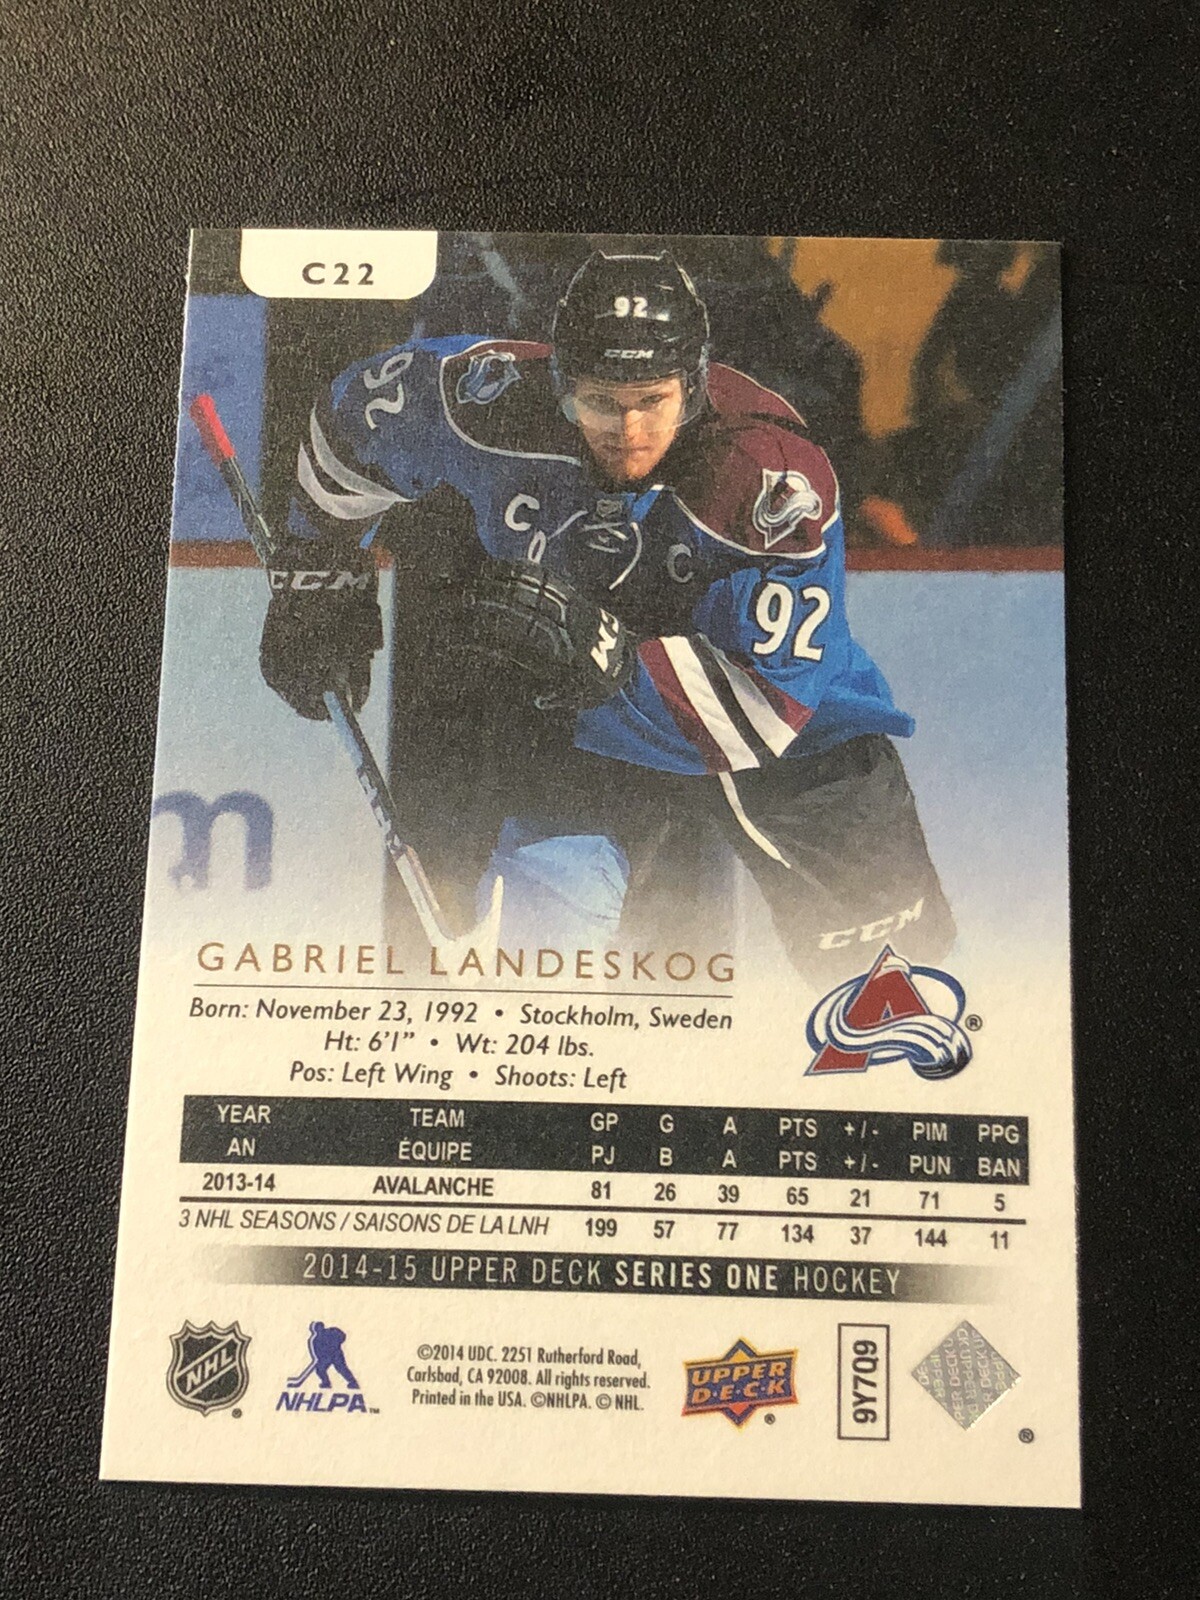 C22
92
CCM
92
C
C
92
CCM
CM
m
CCM
GABRIEL LANDESKOG
Born: November 23, 1992 • Stockholm, Sweden
Ht: 6'1" • Wt: 204 lbs.
Pos: Left Wing • Shoots: Left
YEAR TEAM GP G A PTS +/- PIM PPG
AN ÉQUIPE PJ B A PTS +/- PUN BAN
2013-14 AVALANCHE 81 26 39 65 21 71 5
3 NHL SEASONS / SAISONS DE LA LNH 199 57 77 134 37 144 11
2014-15 UPPER DECK SERIES ONE HOCKEY
NHL ®
NHLPA™
©2014 UDC. 2251 Rutherford Road,
Carlsbad, CA 92008. All rights reserved.
Printed in the USA. ©NHLPA. © NHL.
UPPER
D·E·C·K ®
9Y7Q9
®